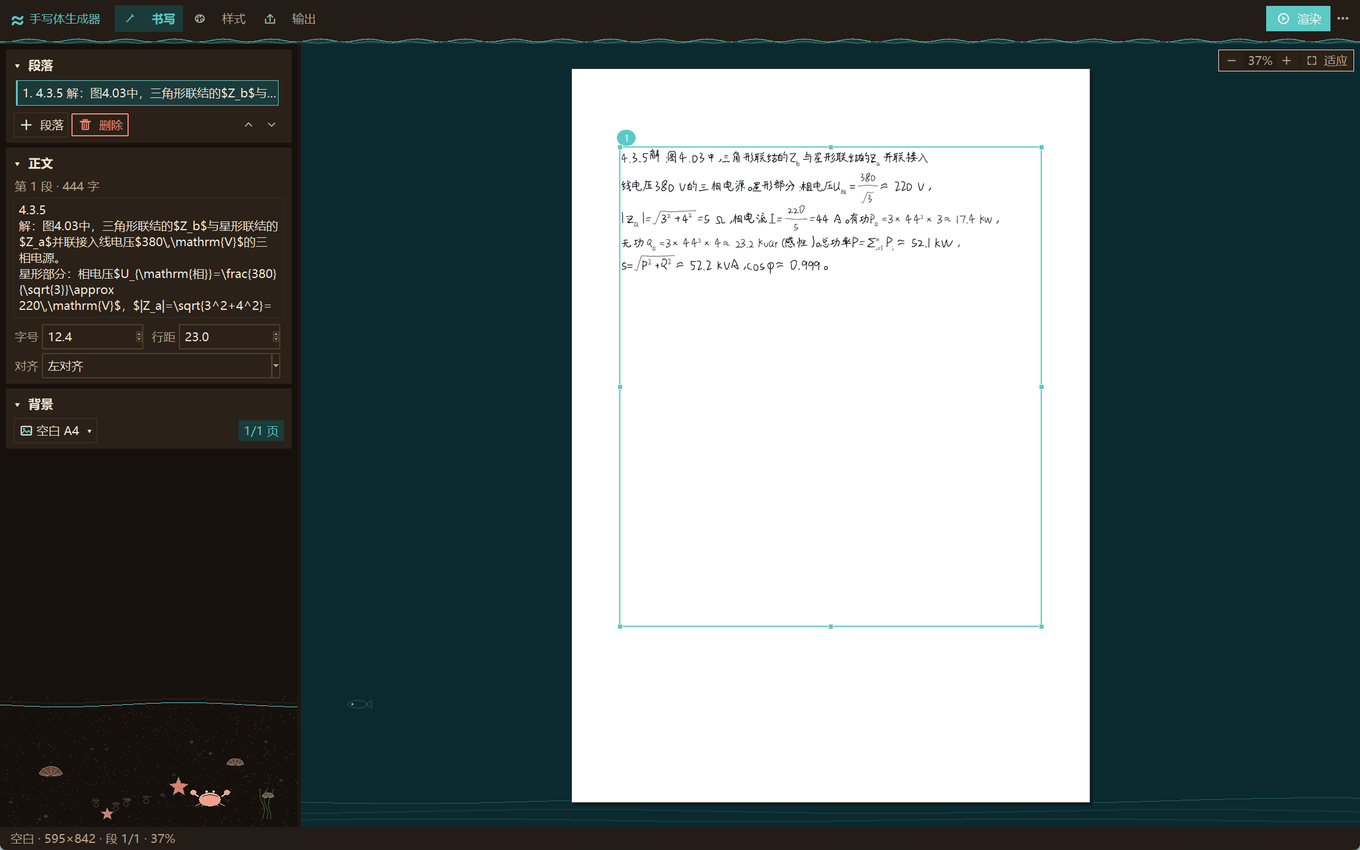 手写体生成器 书写 样式 输出 渲染
段落
1. 4.3.5 解：图4.03中，三角形联结的$Z_b$与...
段落 删除
正文
第 1 段 · 444 字
4.3.5
解：图4.03中，三角形联结的$Z_b$与星形联结的
$Z_a$并联接入线电压$380\,\mathrm{V}$的三
相电源。
星形部分：相电压$U_{\mathrm{相}}=\frac{380}
{\sqrt{3}}\approx
220\,\mathrm{V}$，$|Z_a|=\sqrt{3^2+4^2}=
字号 12.4 行距 23.0
对齐 左对齐
背景
空白 A4 1/1 页
空白 · 595×842 · 段 1/1 · 37%
− 37% + 适应
1
4.3.5解:图4.03中,三角形联结的Z_b与星形联结的Z_a并联接入
线电压380 V的三相电源。星形部分:相电压U_相=380/√3≈220 V,
|Z_a|=√3²+4²=5 Ω,相电流I=220/5=44 A。有功P_a=3×44²×3≈17.4 kW,
无功Q_a=3×44²×4≈23.2 kvar(感性)。总功率P=Σ_{i=1}^n P_i≈52.1 kW,
S=√P²+Q²≈52.2 kVA,cosφ≈0.999。